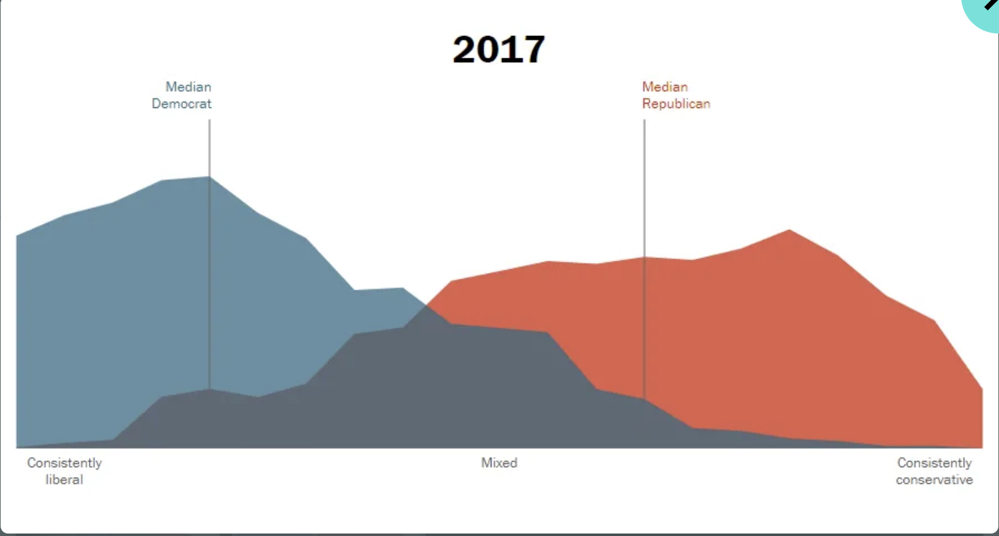 2017
Median
Democrat
Median
Republican
Consistently
liberal
Mixed
Consistently
conservative